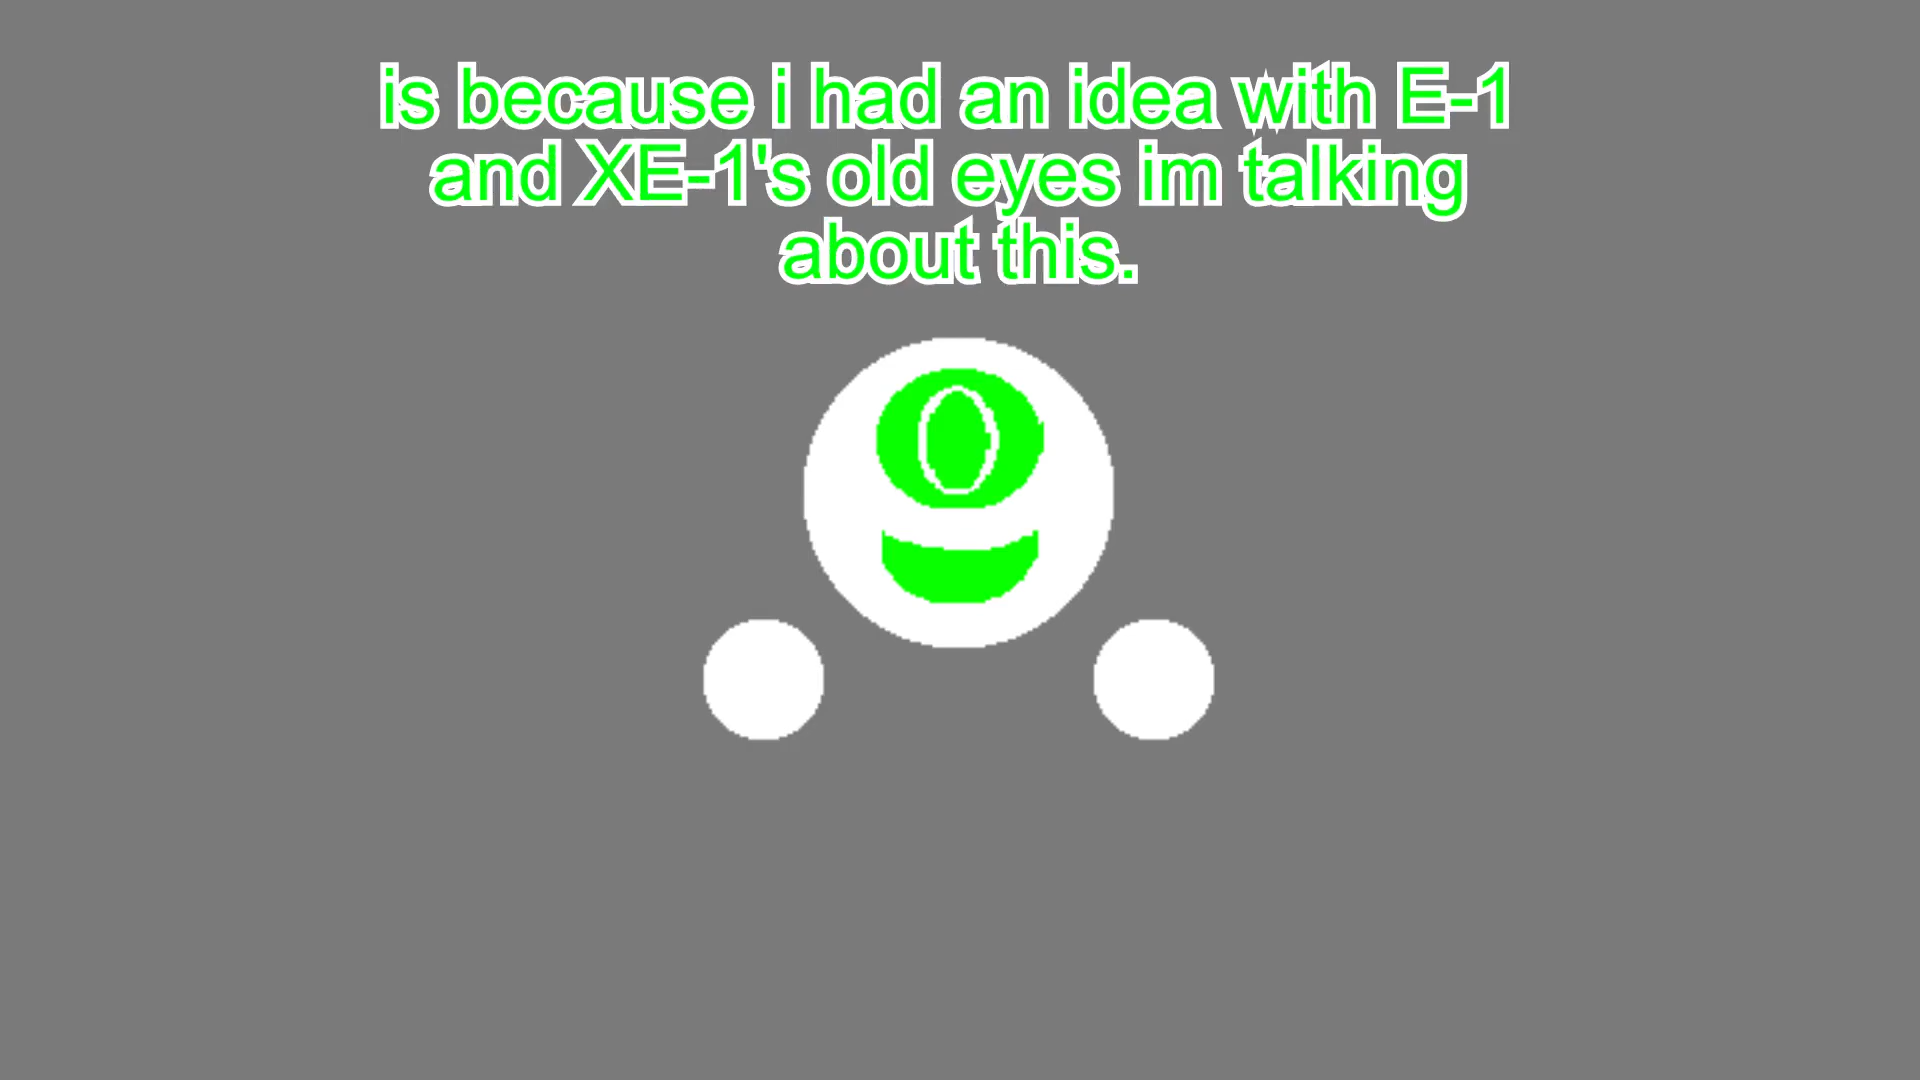 is because i had an idea with E-1
and XE-1's old eyes im talking
about this.